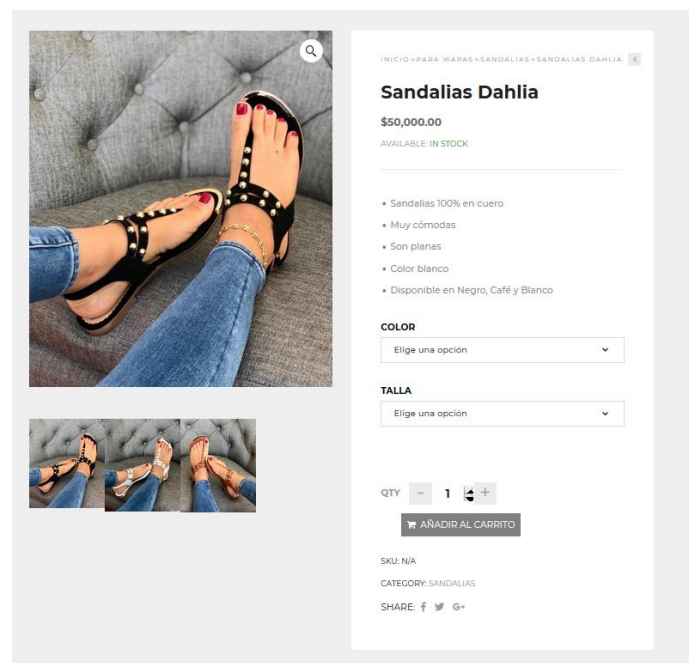 INICIO > PARA WAPAS > SANDALIAS > SANDALIAS DAHLIA
Sandalias Dahlia
$50,000.00
AVAILABLE: IN STOCK
• Sandalias 100% en cuero
• Muy cómodas
• Son planas
• Color blanco
• Disponible en Negro, Café y Blanco
COLOR
Elige una opción
TALLA
Elige una opción
QTY - 1 +
AÑADIR AL CARRITO
SKU: N/A
CATEGORY: SANDALIAS
SHARE: f G+